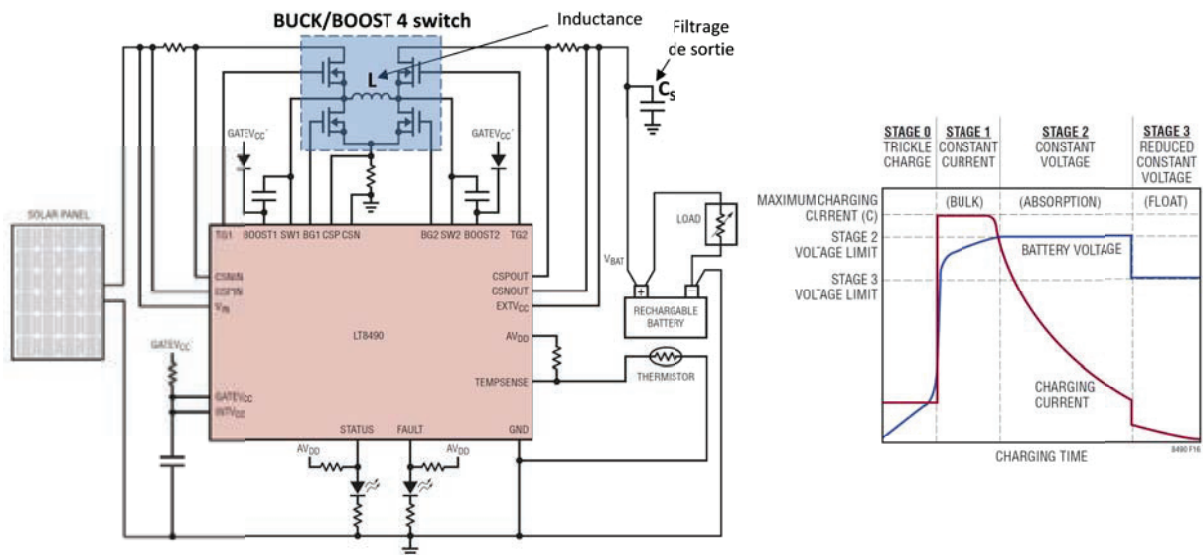 BUCK/BOOST 4 switch
Inductance
Filtrage
de sortie
L
Cs
GATEVCC'
GATEVCC'
SOLAR PANEL
TG1
BOOST1
SW1
BG1
CSP
CSN
BG2
SW2
BOOST2
TG2
CSNIN
CSPIN
VIN
GATEVCC'
GATEVCC
INTVCC
LT8490
CSPOUT
CSNOUT
EXTVCC
AVDD
TEMPSENSE
GND
STATUS
FAULT
AVDD
AVDD
VBAT
LOAD
+
−
RECHARGABLE
BATTERY
THERMISTOR
STAGE 0
TRICKLE
CHARGE
STAGE 1
CONSTANT
CURRENT
STAGE 2
CONSTANT
VOLTAGE
STAGE 3
REDUCED
CONSTANT
VOLTAGE
MAXIMUMCHARGING
CURRENT (C)
(BULK)
(ABSORPTION)
(FLOAT)
STAGE 2
VOLTAGE LIMIT
BATTERY VOLTAGE
STAGE 3
VOLTAGE LIMIT
CHARGING
CURRENT
CHARGING TIME
8490 F16